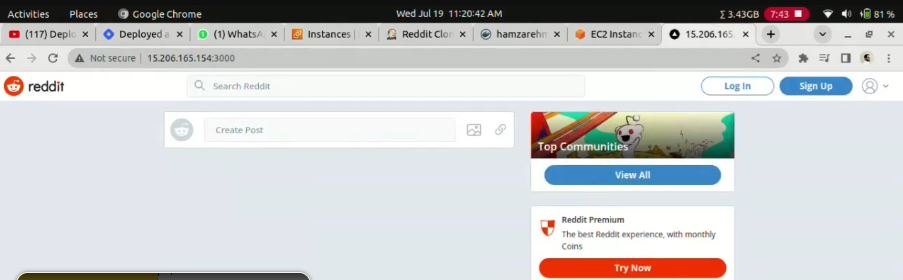 Activities Places Google Chrome Wed Jul 19 11:20:42 AM Σ 3.43GB 7:43 81 %
(117) Deplo Deployed a (1) WhatsA Instances | Reddit Clon hamzarehm EC2 Instanc 15.206.165.
Not secure | 15.206.165.154:3000
reddit Search Reddit Log In Sign Up
Create Post
Top Communities
View All
Reddit Premium
The best Reddit experience, with monthly
Coins
Try Now